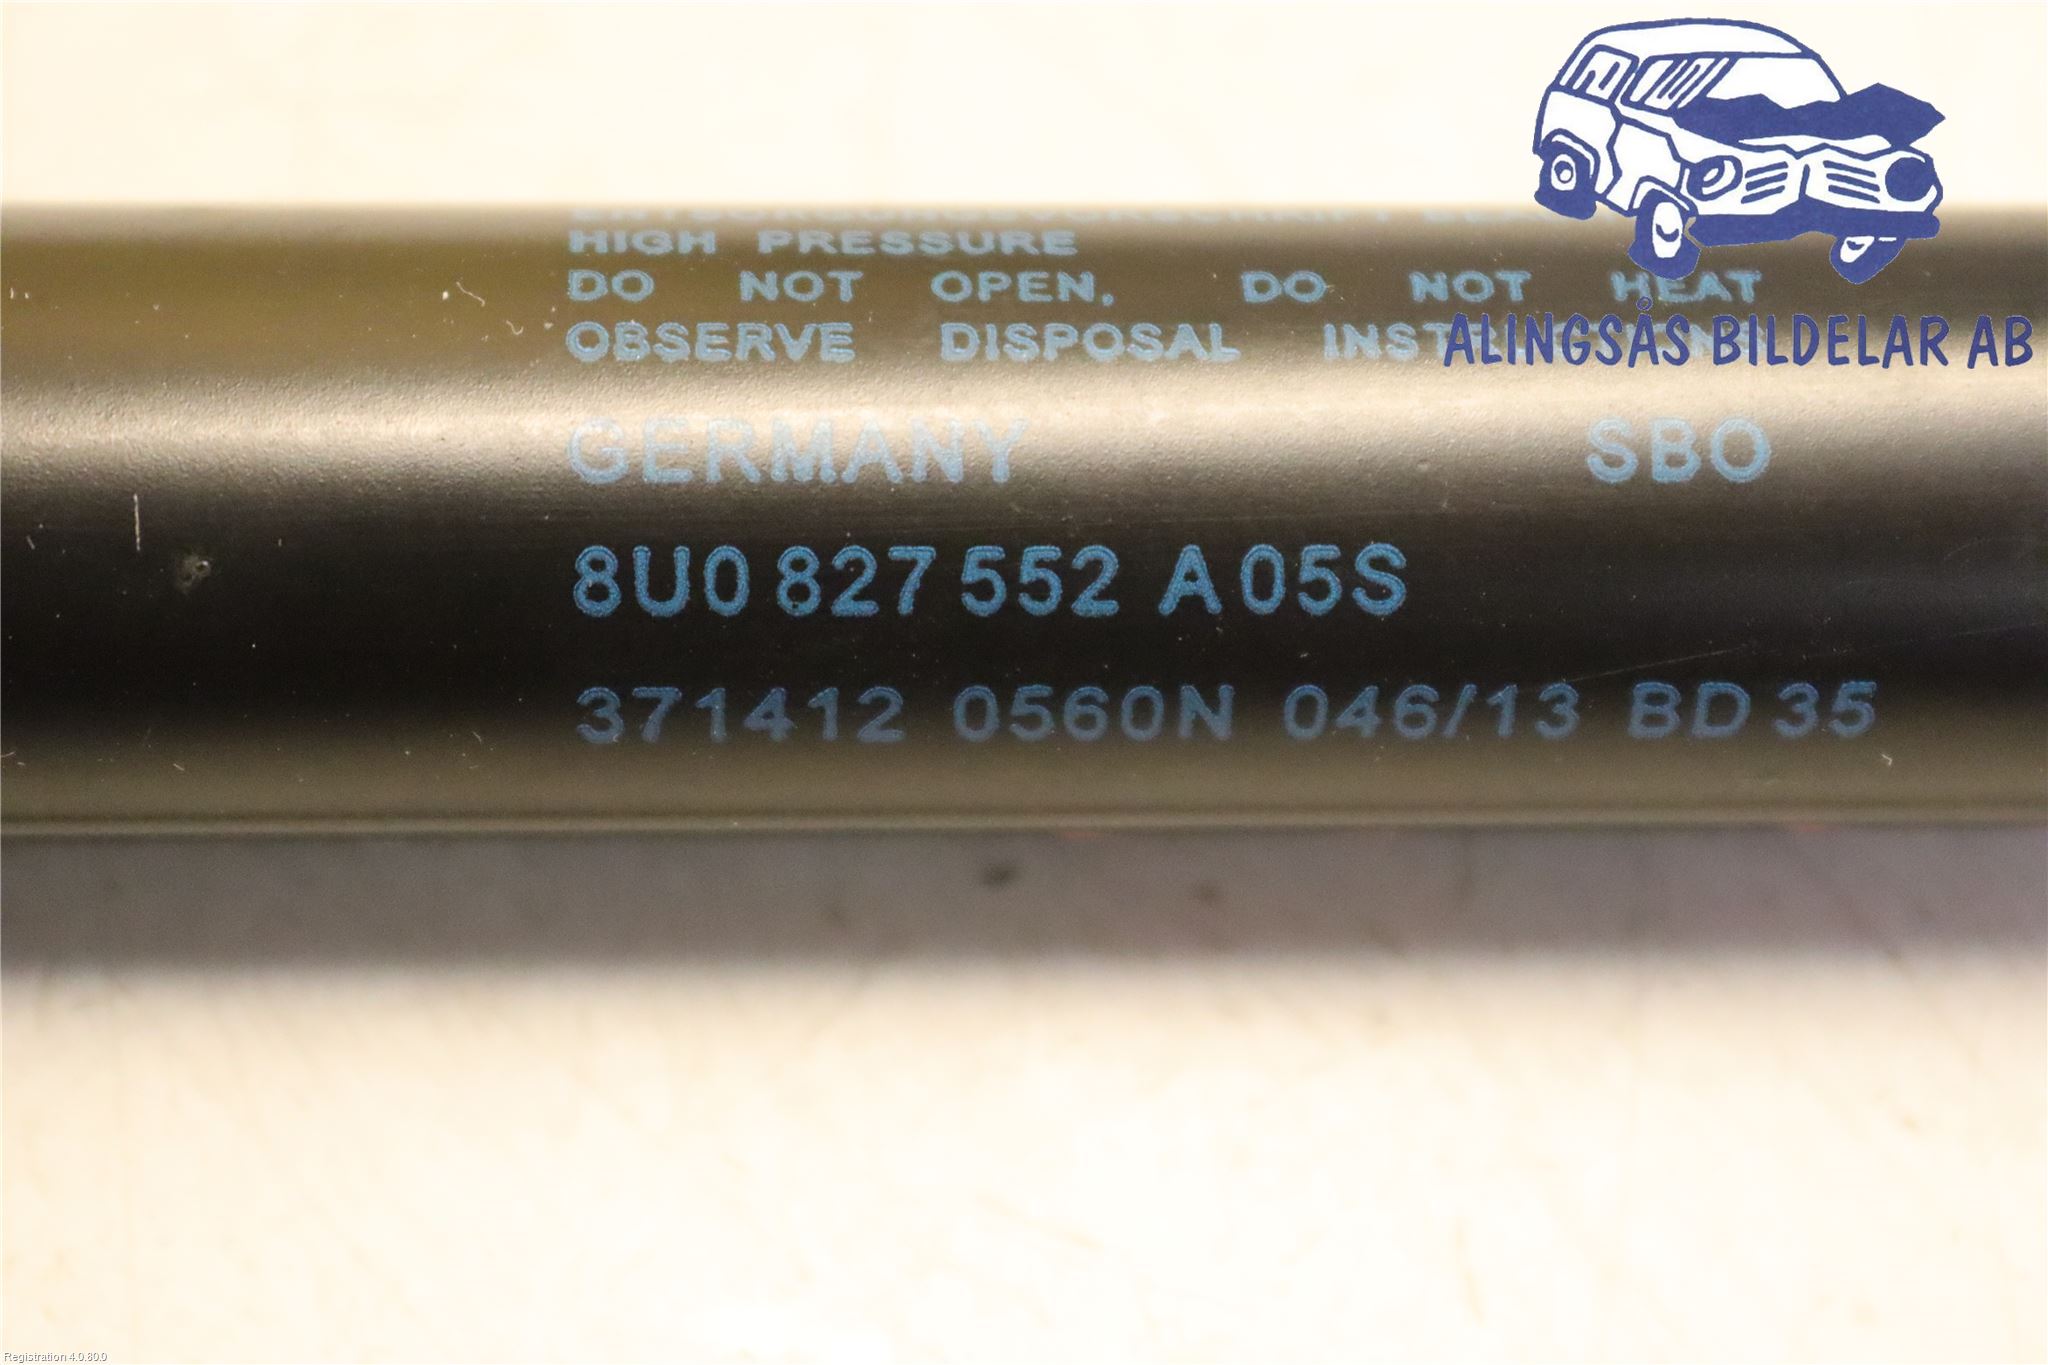 HIGH PRESSURE
DO NOT OPEN, DO NOT HEAT
OBSERVE DISPOSAL INSTRUCTIONS
ALINGSÅS BILDELAR AB
GERMANY SBO
8U0 827 552 A 05S
371412 0560N 046/13 BD 35
Registration 4.0.80.0